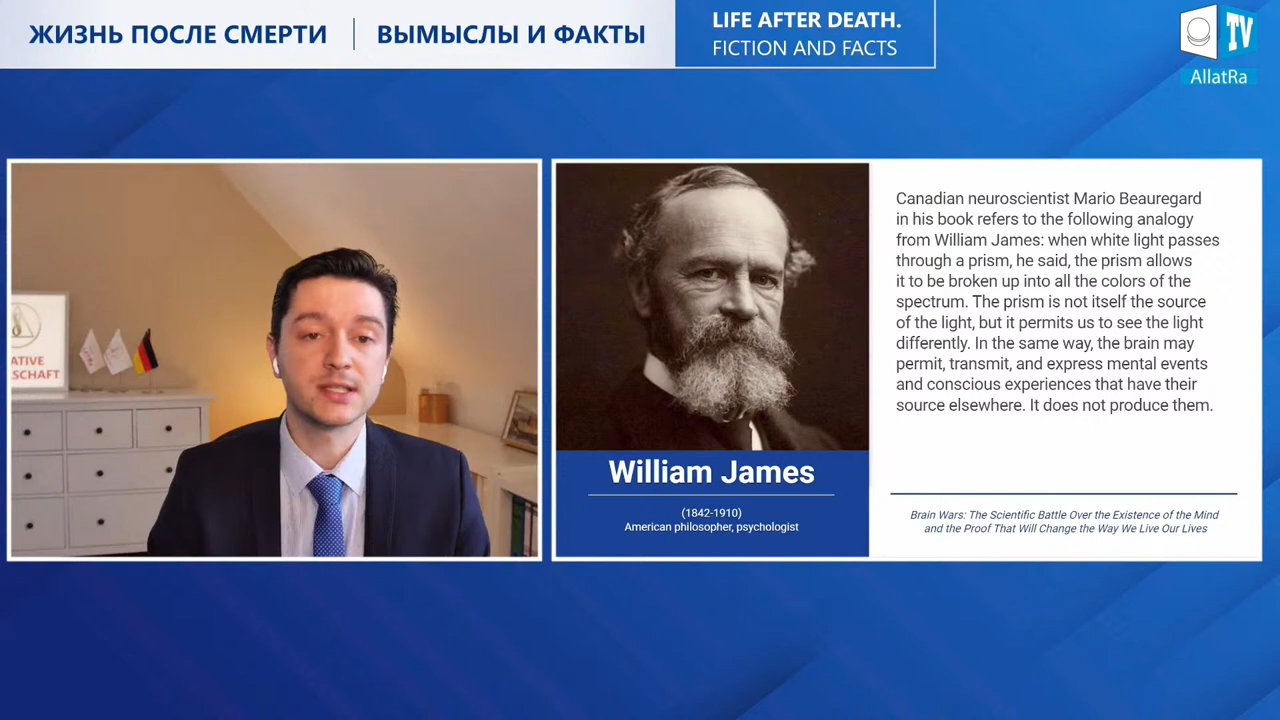 ЖИЗНЬ ПОСЛЕ СМЕРТИ
ВЫМЫСЛЫ И ФАКТЫ
LIFE AFTER DEATH.
FICTION AND FACTS
TV
AllatRa
ATIVE
SCHAFT
William James
(1842-1910)
American philosopher, psychologist
Canadian neuroscientist Mario Beauregard
in his book refers to the following analogy
from William James: when white light passes
through a prism, he said, the prism allows
it to be broken up into all the colors of the
spectrum. The prism is not itself the source
of the light, but it permits us to see the light
differently. In the same way, the brain may
permit, transmit, and express mental events
and conscious experiences that have their
source elsewhere. It does not produce them.
Brain Wars: The Scientific Battle Over the Existence of the Mind
and the Proof That Will Change the Way We Live Our Lives